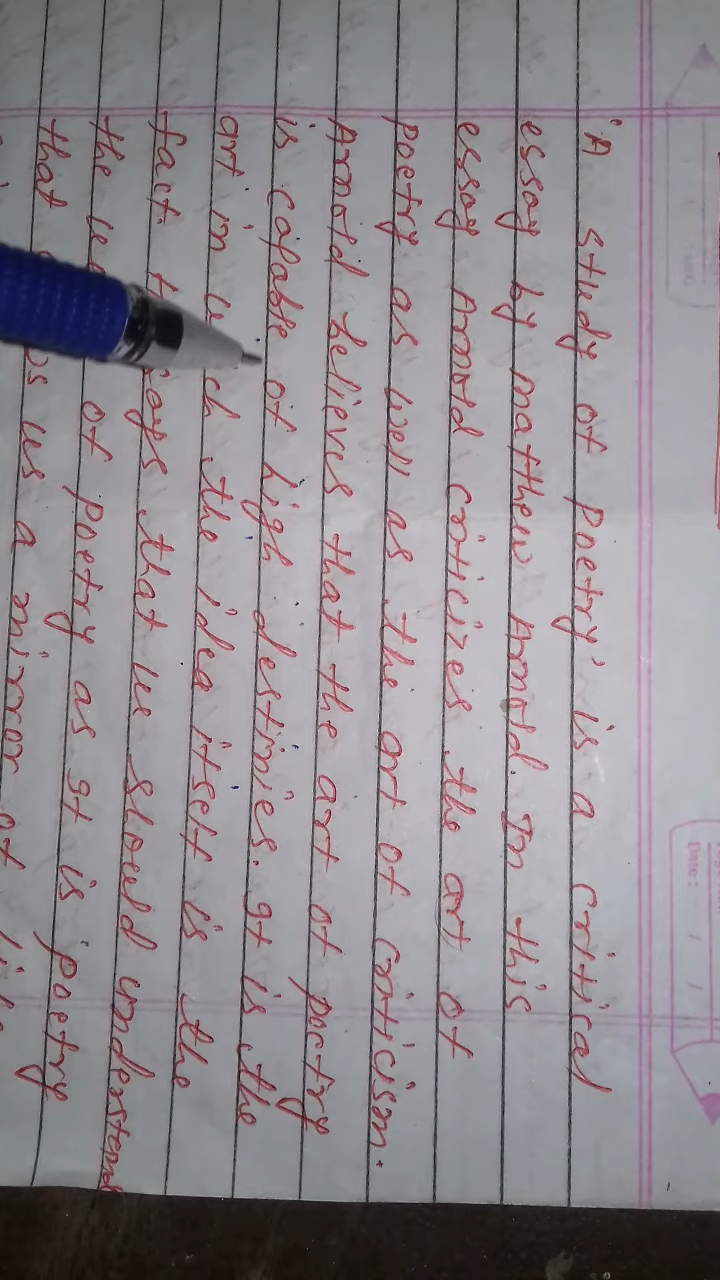 'A study of poetry' is a critical
essay by matthew Arnold. In this
essay Arnold criticizes the art of
poetry as well as the art of criticism.
Arnold believes that the art of poetry
is capable of high destinies. It is the
art in the idea itself is the
fact says that we should understand
the of poetry as It is poetry
that us a mirror of life
Date: / /